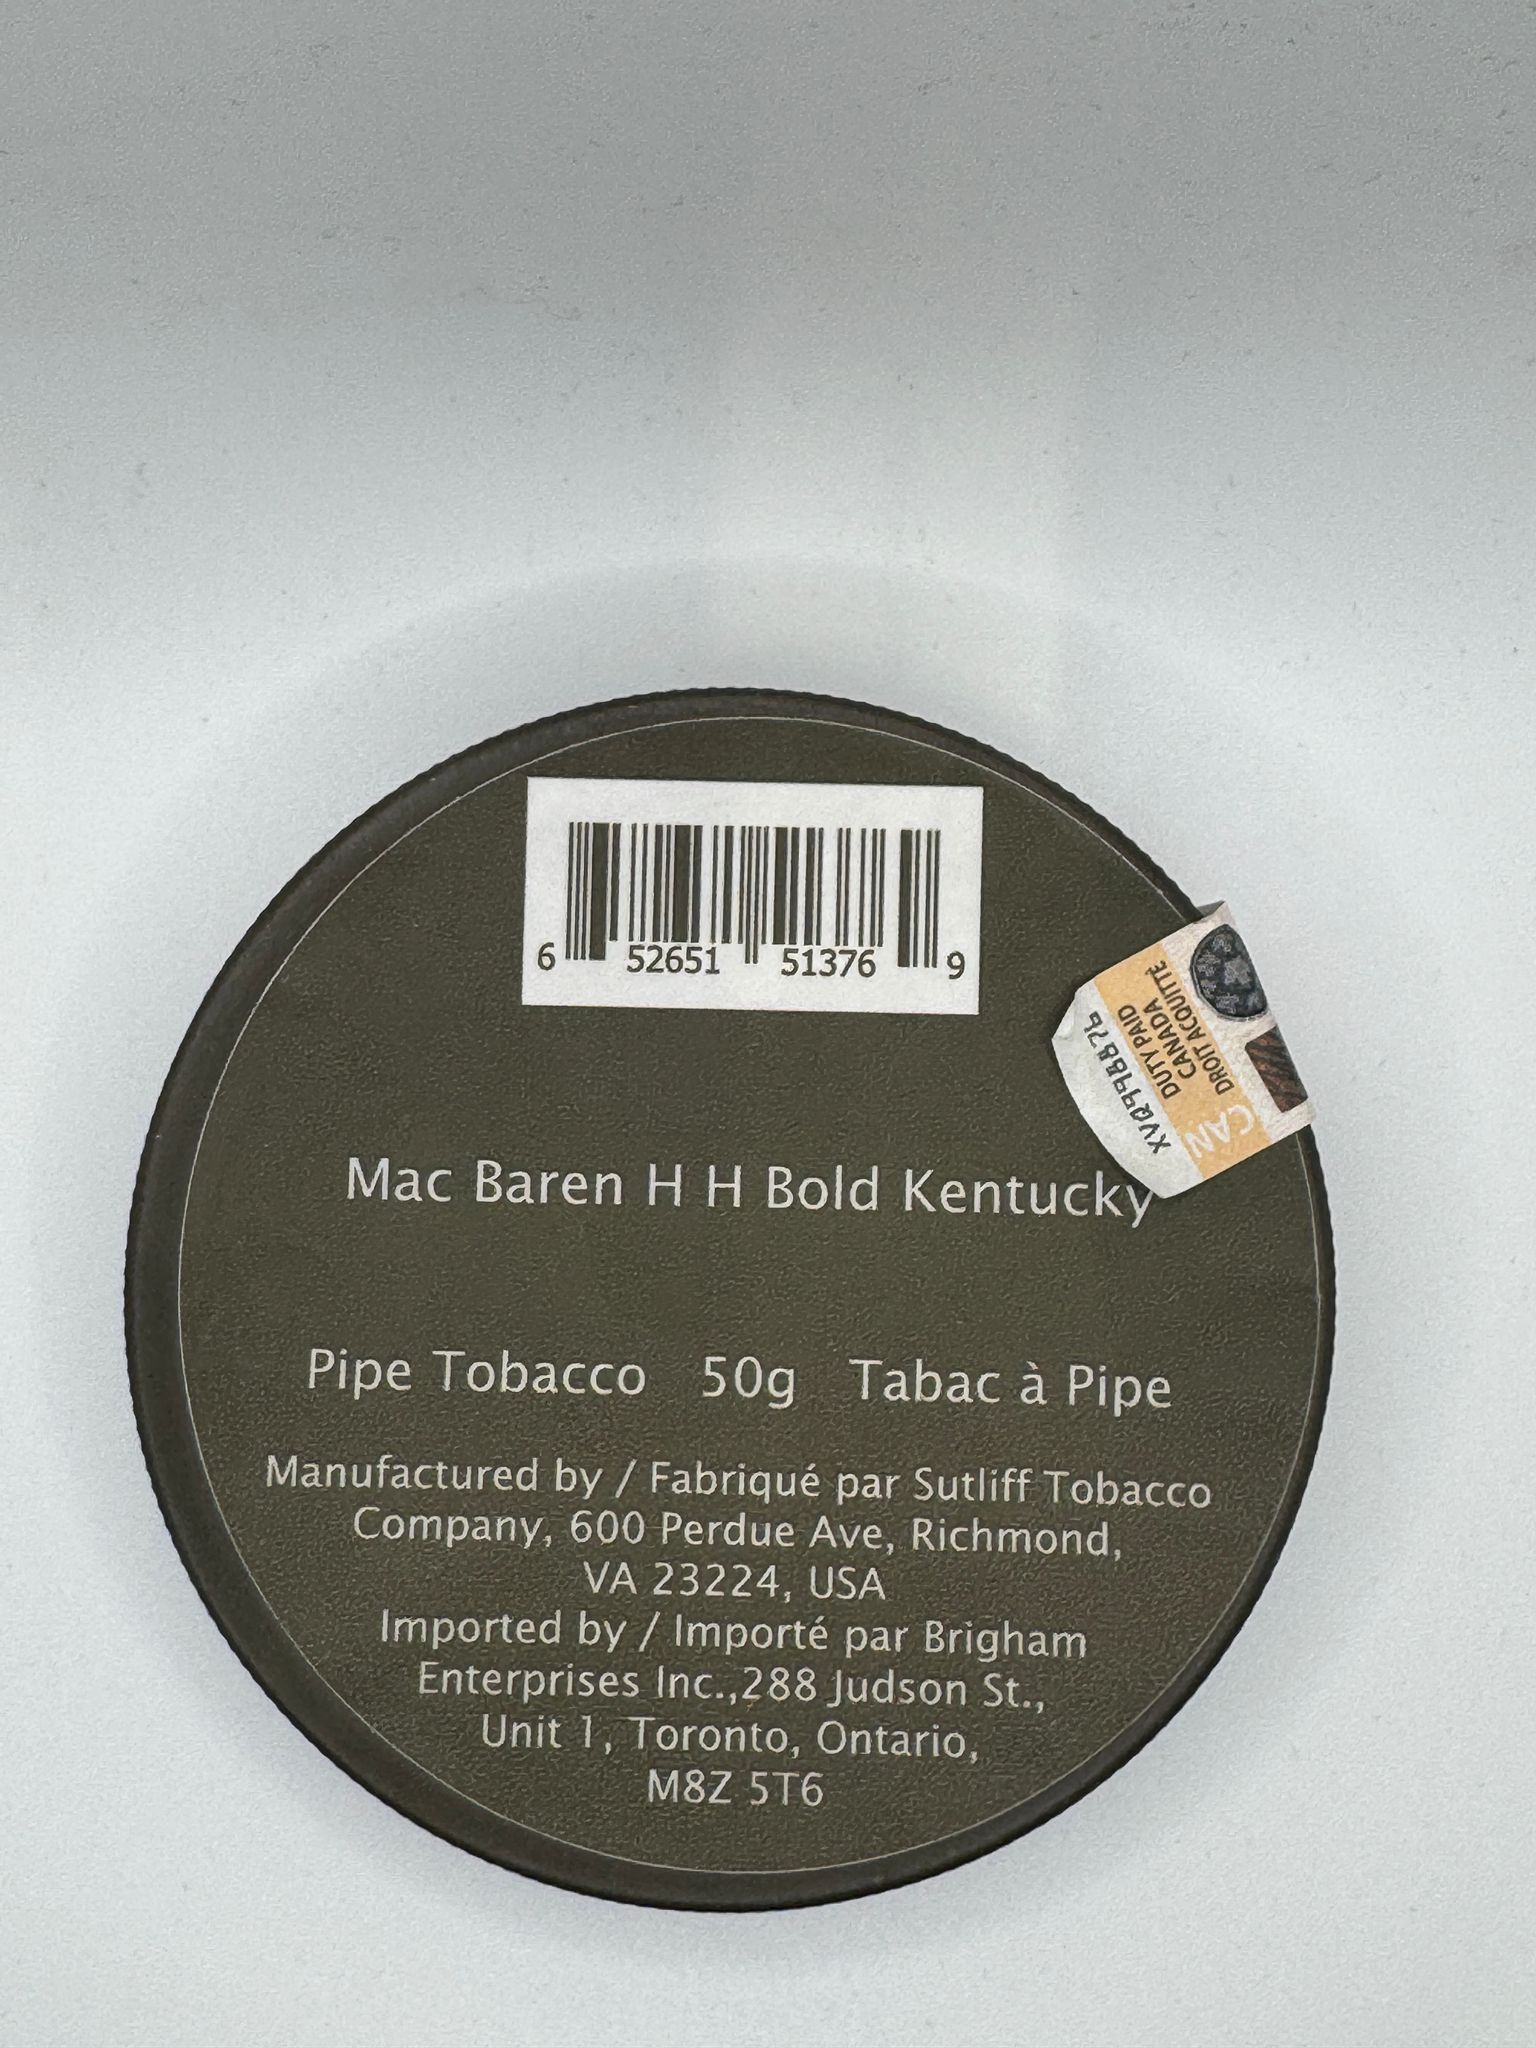 6 52651 51376 9
XVQ998876
DUTY PAID
CANADA
DROIT ACQUITTÉ
CAN
Mac Baren H H Bold Kentucky
Pipe Tobacco 50g Tabac à Pipe
Manufactured by / Fabriqué par Sutliff Tobacco
Company, 600 Perdue Ave, Richmond,
VA 23224, USA
Imported by / Importé par Brigham
Enterprises Inc.,288 Judson St.,
Unit 1, Toronto, Ontario,
M8Z 5T6